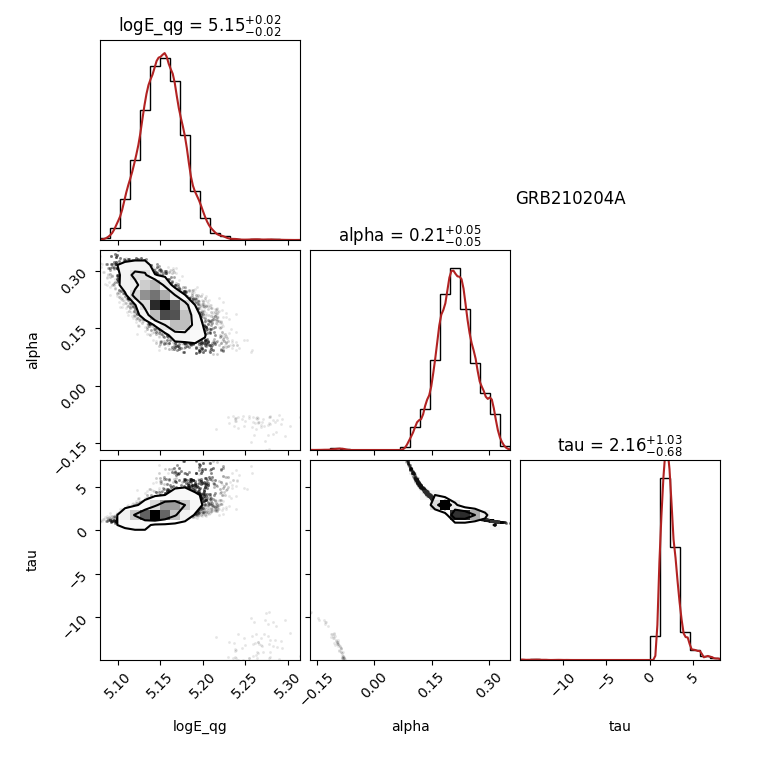 logE_qg = 5.15+0.02−0.02
GRB210204A
alpha = 0.21+0.05−0.05
alpha
0.30
0.15
0.00
−0.15
tau = 2.16+1.03−0.68
tau
5
0
−5
−10
5.10 5.15 5.20 5.25 5.30
−0.15 0.00 0.15 0.30
−10 −5 0 5
logE_qg alpha tau